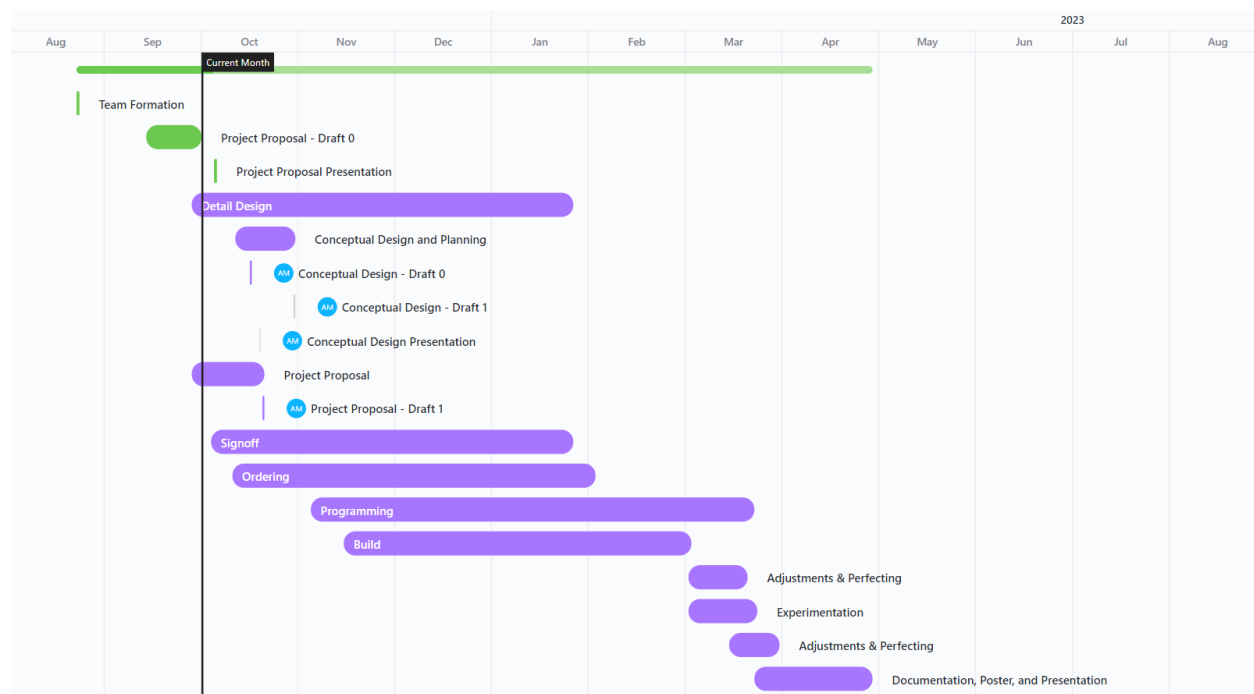 2023
Aug Sep Oct Nov Dec Jan Feb Mar Apr May Jun Jul Aug
Current Month
Team Formation
Project Proposal - Draft 0
Project Proposal Presentation
Detail Design
Conceptual Design and Planning
AM Conceptual Design - Draft 0
AM Conceptual Design - Draft 1
AM Conceptual Design Presentation
Project Proposal
AM Project Proposal - Draft 1
Signoff
Ordering
Programming
Build
Adjustments & Perfecting
Experimentation
Adjustments & Perfecting
Documentation, Poster, and Presentation